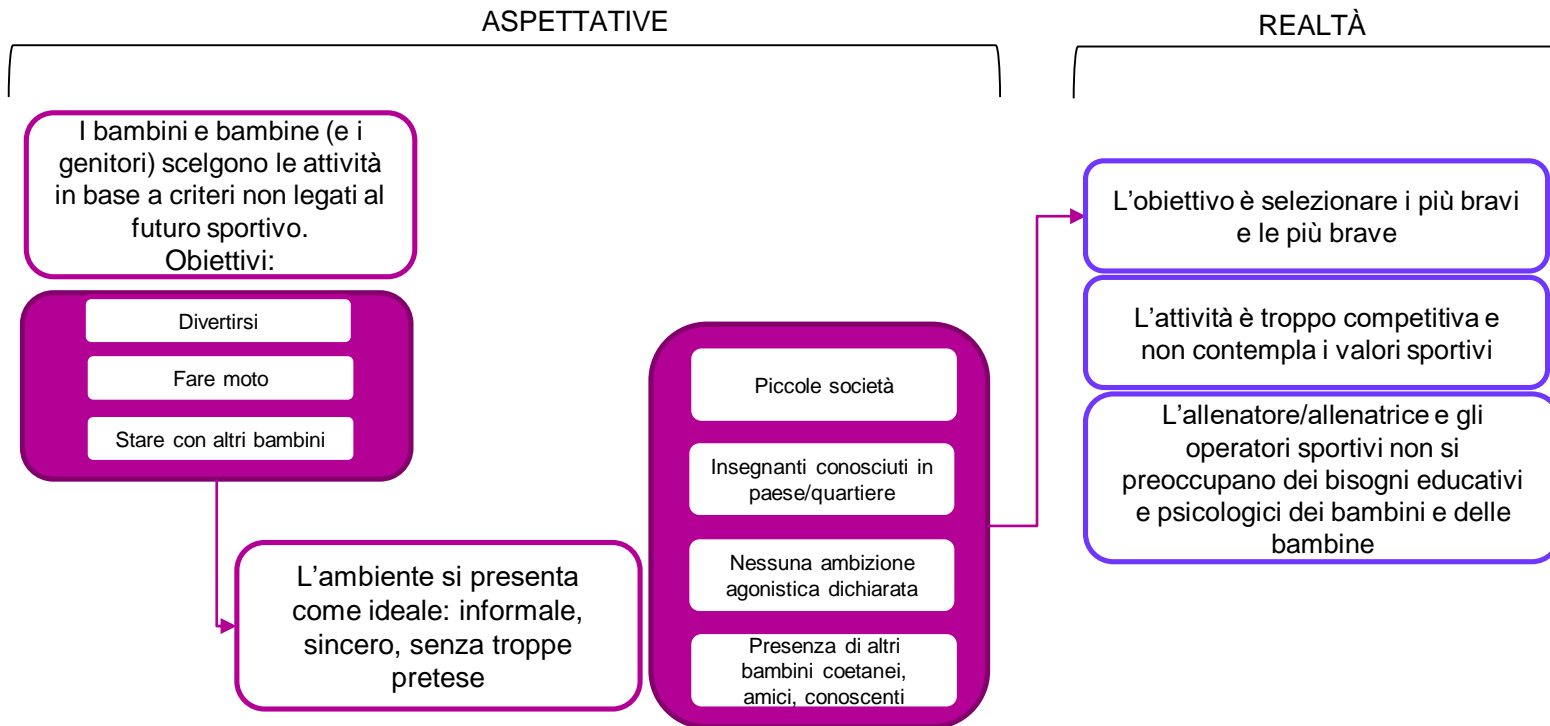 ASPETTATIVE
REALTÀ
I bambini e bambine (e i
genitori) scelgono le attività
in base a criteri non legati al
futuro sportivo.
Obiettivi:
Divertirsi
Fare moto
Stare con altri bambini
L’ambiente si presenta
come ideale: informale,
sincero, senza troppe
pretese
Piccole società
Insegnanti conosciuti in
paese/quartiere
Nessuna ambizione
agonistica dichiarata
Presenza di altri
bambini coetanei,
amici, conoscenti
L’obiettivo è selezionare i più bravi
e le più brave
L’attività è troppo competitiva e
non contempla i valori sportivi
L’allenatore/allenatrice e gli
operatori sportivi non si
preoccupano dei bisogni educativi
e psicologici dei bambini e delle
bambine